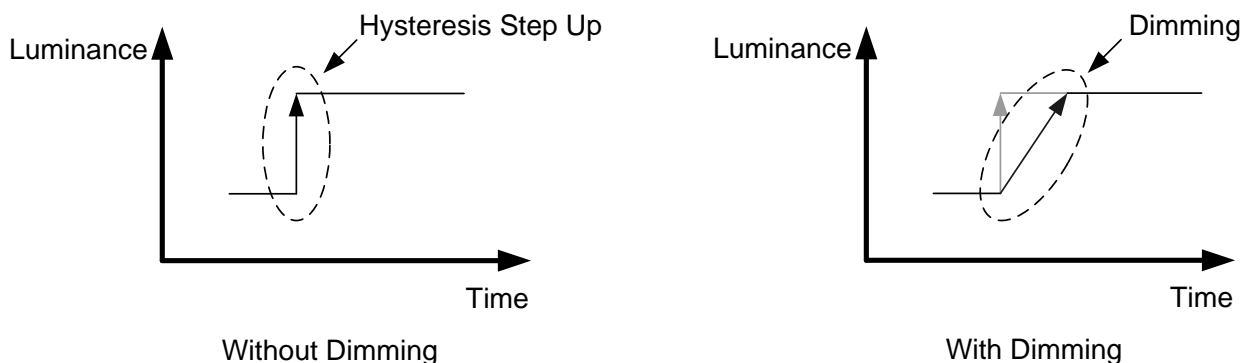 Hysteresis Step Up
Luminance
Time
Without Dimming
Dimming
Luminance
Time
With Dimming